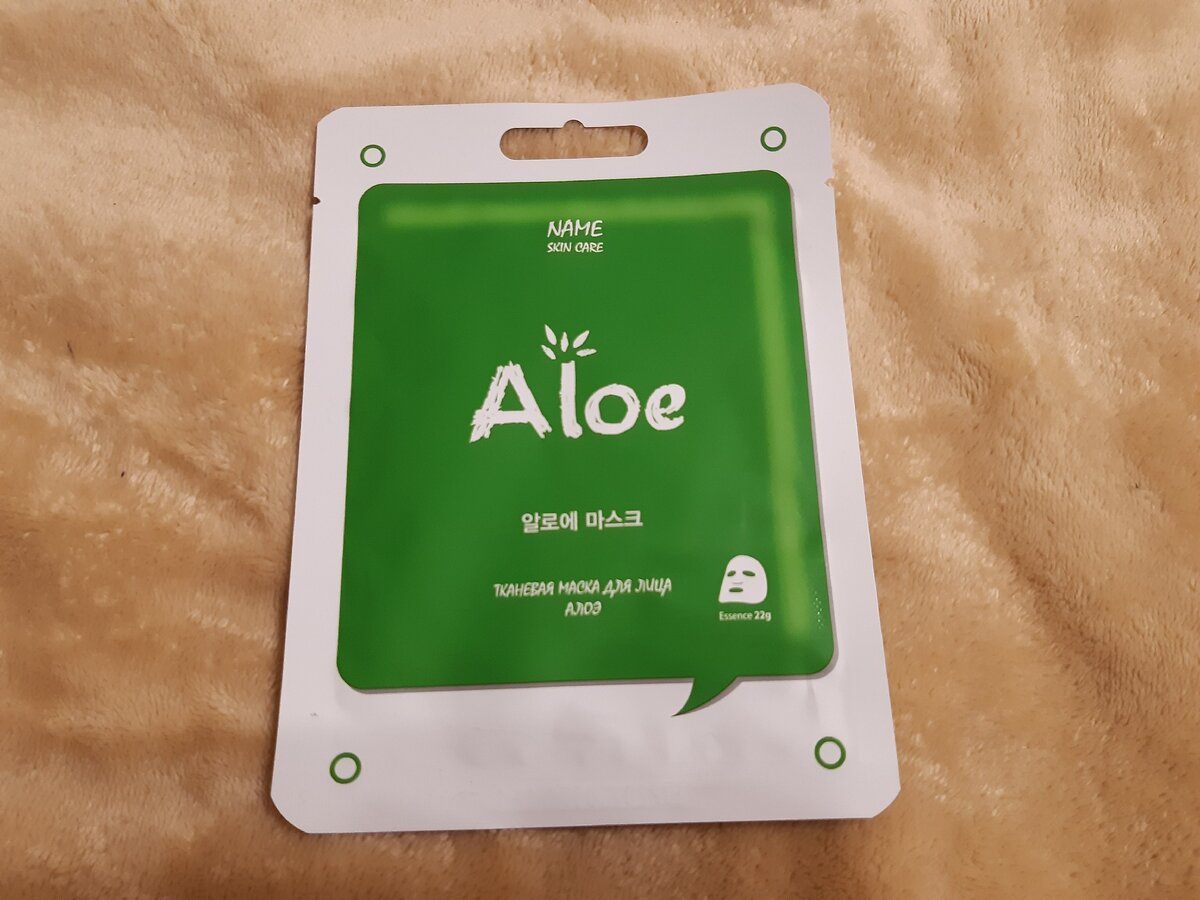 NAME
SKIN CARE
Aloe
알로에 마스크
ТКАНЕВАЯ МАСКА ДЛЯ ЛИЦА
АЛОЭ
Essence 22g